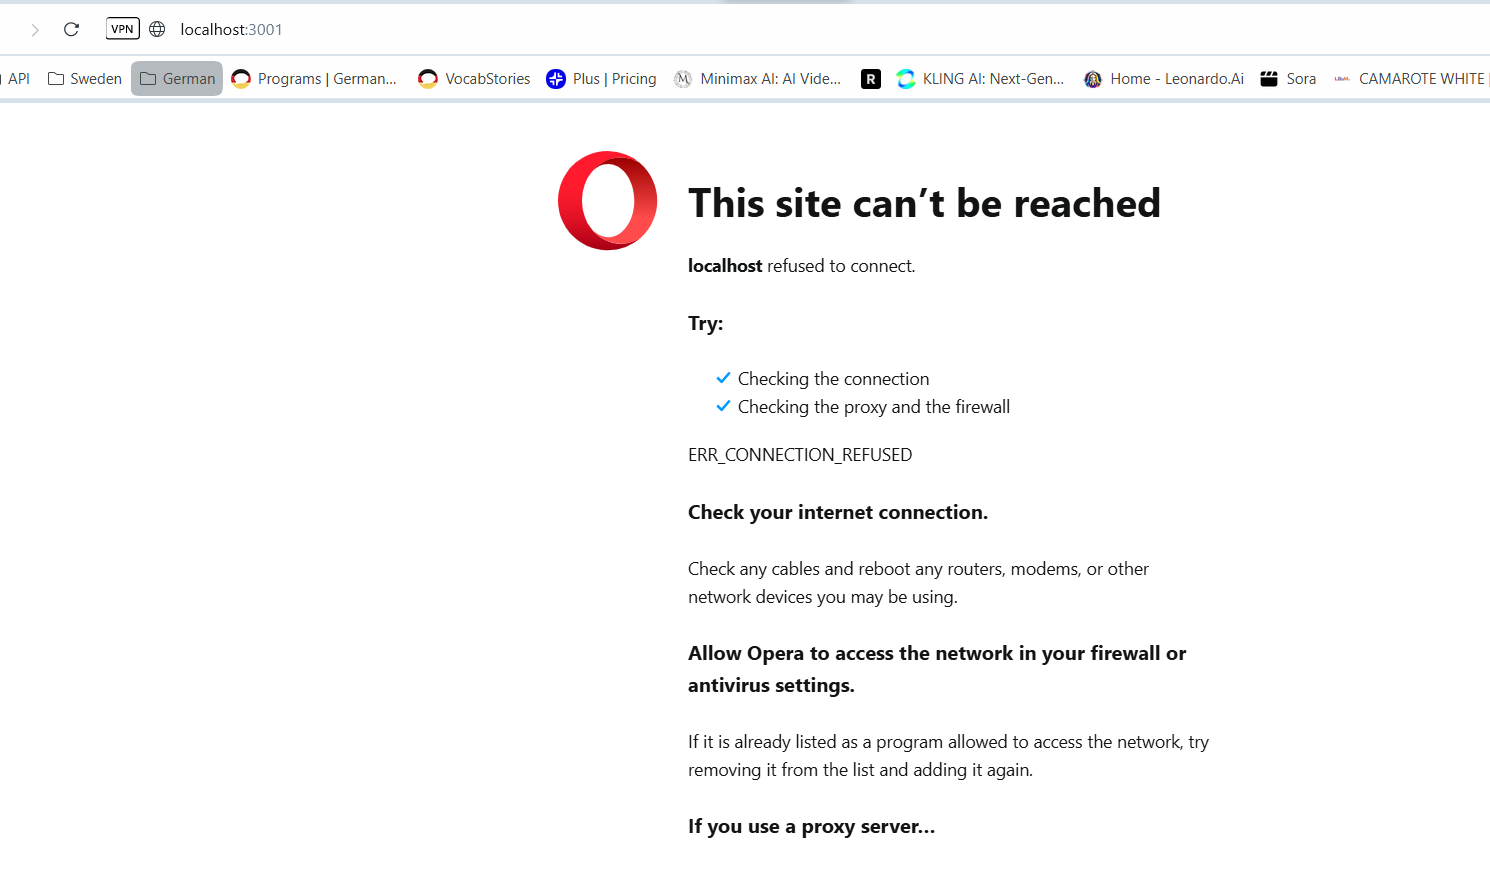 VPN localhost:3001
API Sweden German Programs | German... VocabStories Plus | Pricing Minimax AI: AI Vide... R KLING AI: Next-Gen... Home - Leonardo.Ai Sora CAMAROTE WHITE |
This site can’t be reached
localhost refused to connect.
Try:
Checking the connection
Checking the proxy and the firewall
ERR_CONNECTION_REFUSED
Check your internet connection.
Check any cables and reboot any routers, modems, or other
network devices you may be using.
Allow Opera to access the network in your firewall or
antivirus settings.
If it is already listed as a program allowed to access the network, try
removing it from the list and adding it again.
If you use a proxy server…